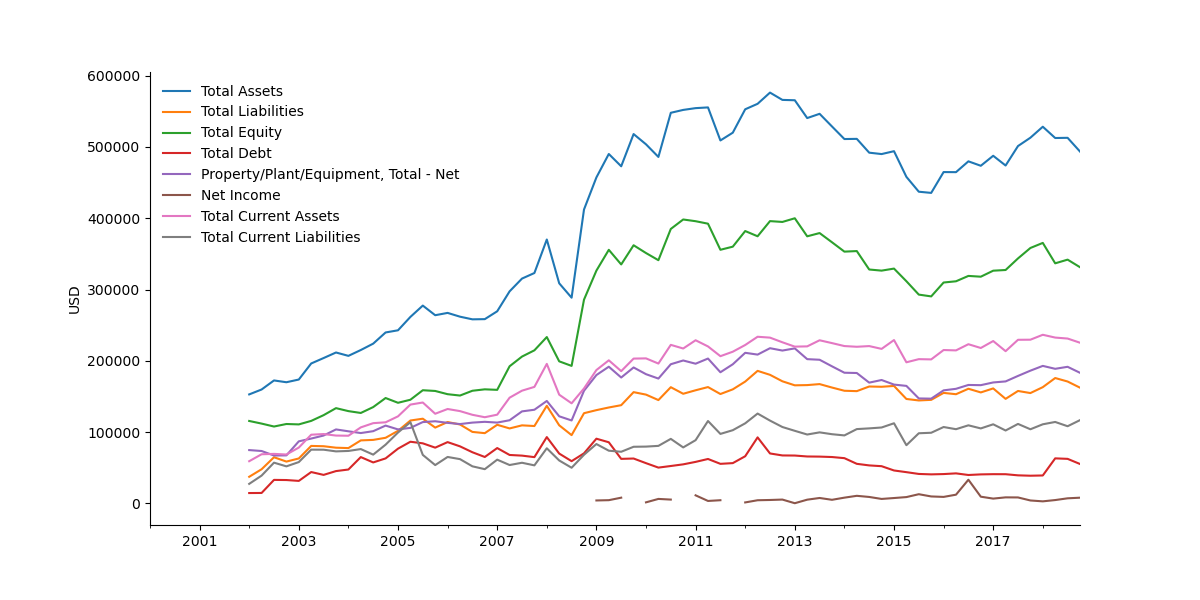 600000
500000
400000
300000
200000
100000
0
USD
Total Assets
Total Liabilities
Total Equity
Total Debt
Property/Plant/Equipment, Total - Net
Net Income
Total Current Assets
Total Current Liabilities
2001 2003 2005 2007 2009 2011 2013 2015 2017